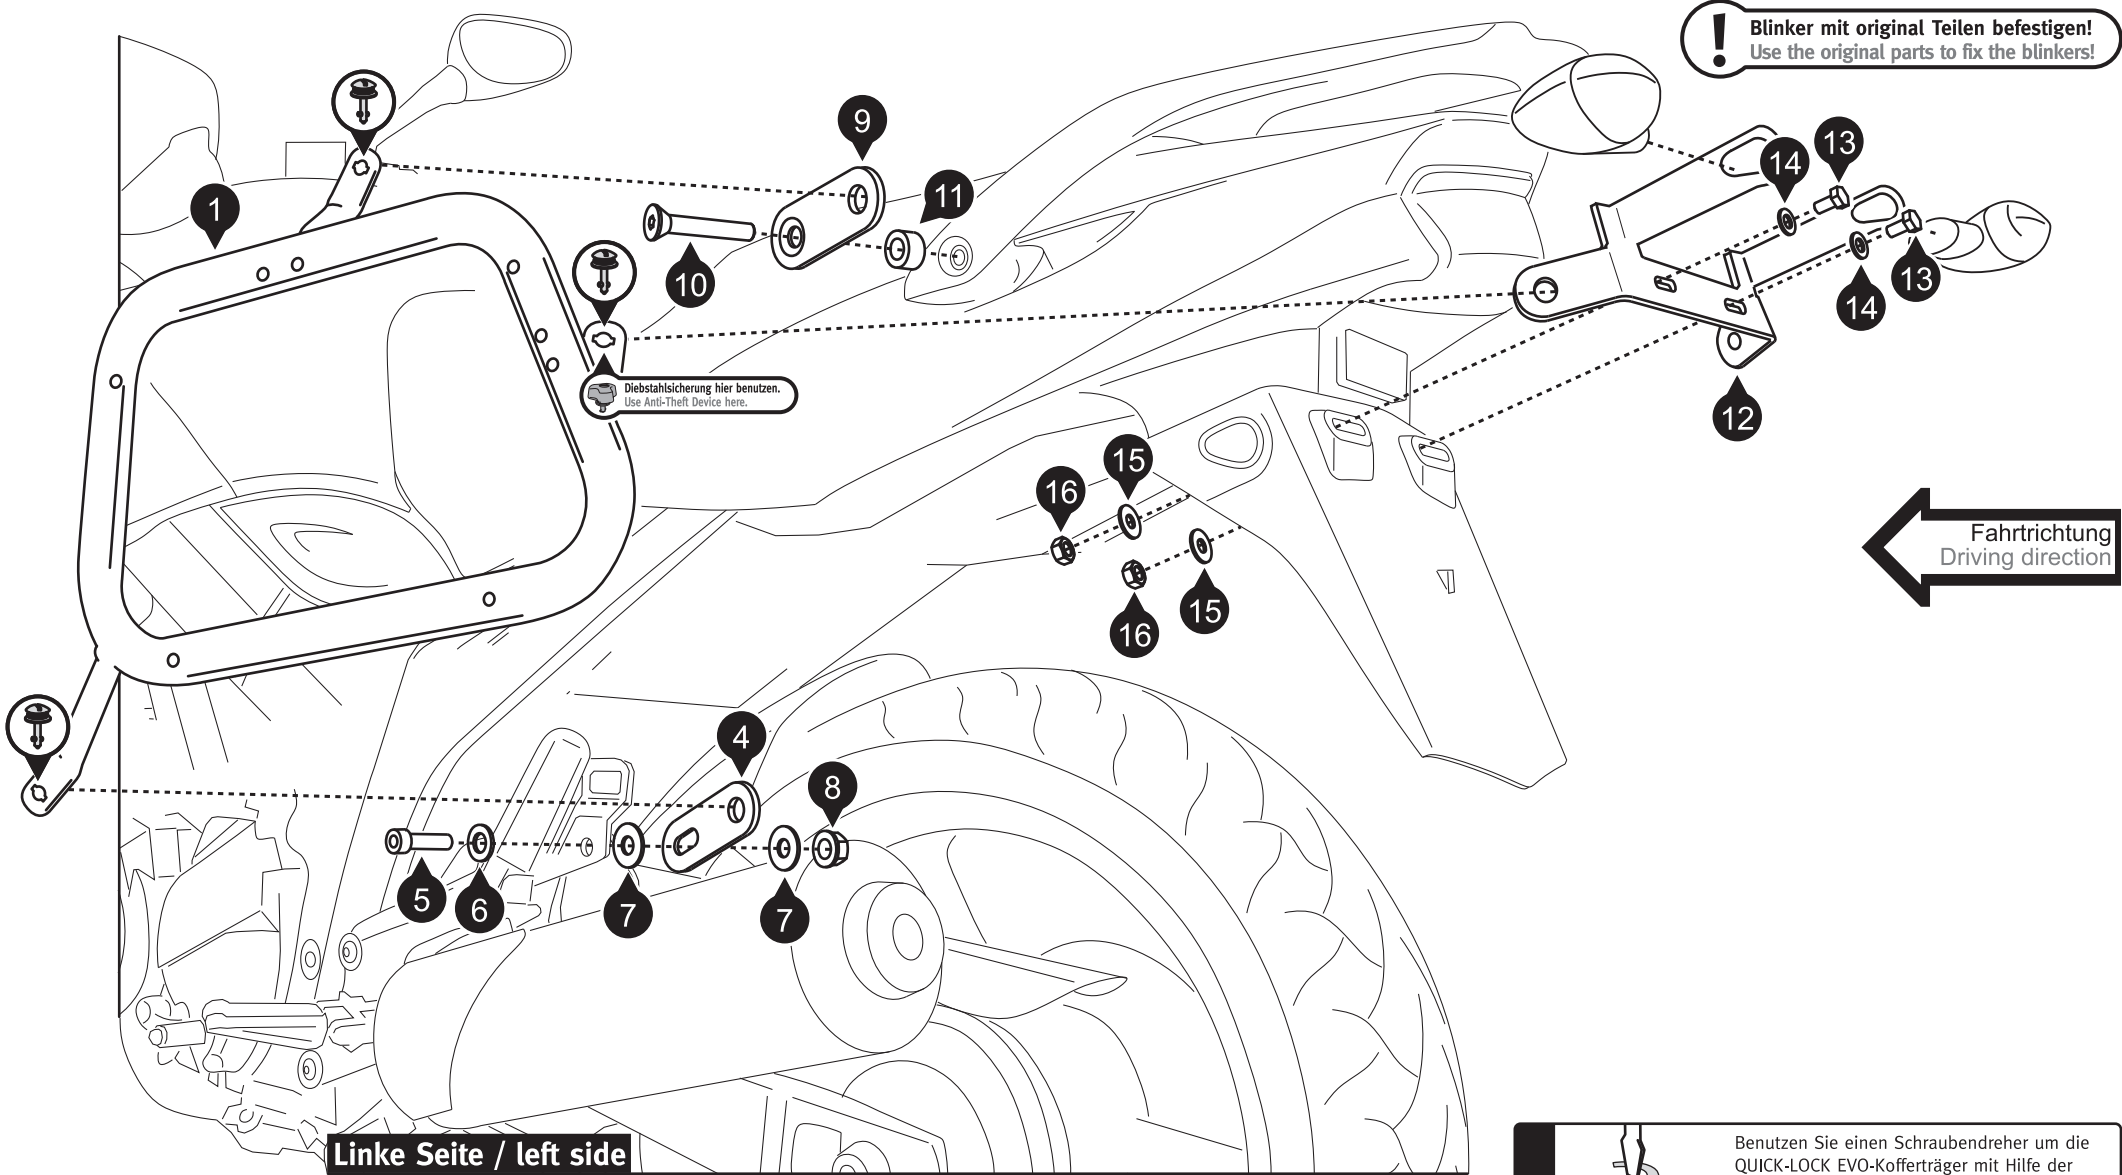 Blinker mit original Teilen befestigen!
Use the original parts to fix the blinkers!
9
13
14
11
1
10
13
14
Diebstahlsicherung hier benutzen.
Use Anti-Theft Device here.
12
15
16
Fahrtrichtung
Driving direction
15
16
4
8
5
6
7
7
Linke Seite / left side
Benutzen Sie einen Schraubendreher um die
QUICK-LOCK EVO-Kofferträger mit Hilfe der